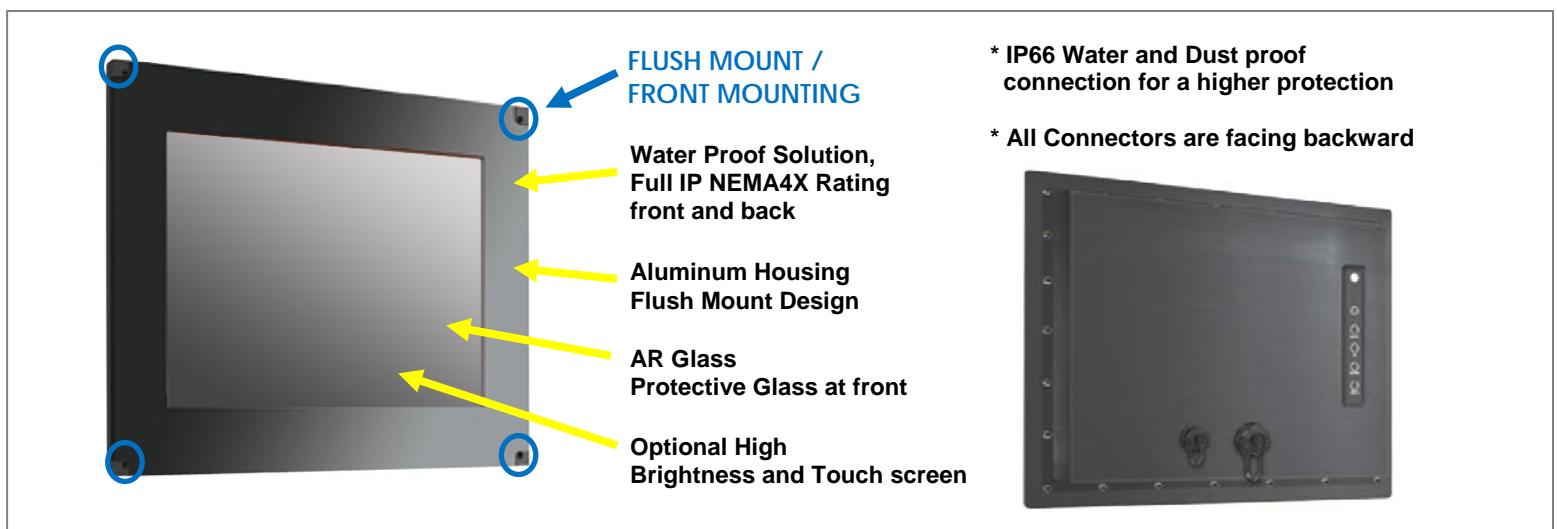 FLUSH MOUNT /
FRONT MOUNTING
Water Proof Solution,
Full IP NEMA4X Rating
front and back
Aluminum Housing
Flush Mount Design
AR Glass
Protective Glass at front
Optional High
Brightness and Touch screen
* IP66 Water and Dust proof
connection for a higher protection
* All Connectors are facing backward